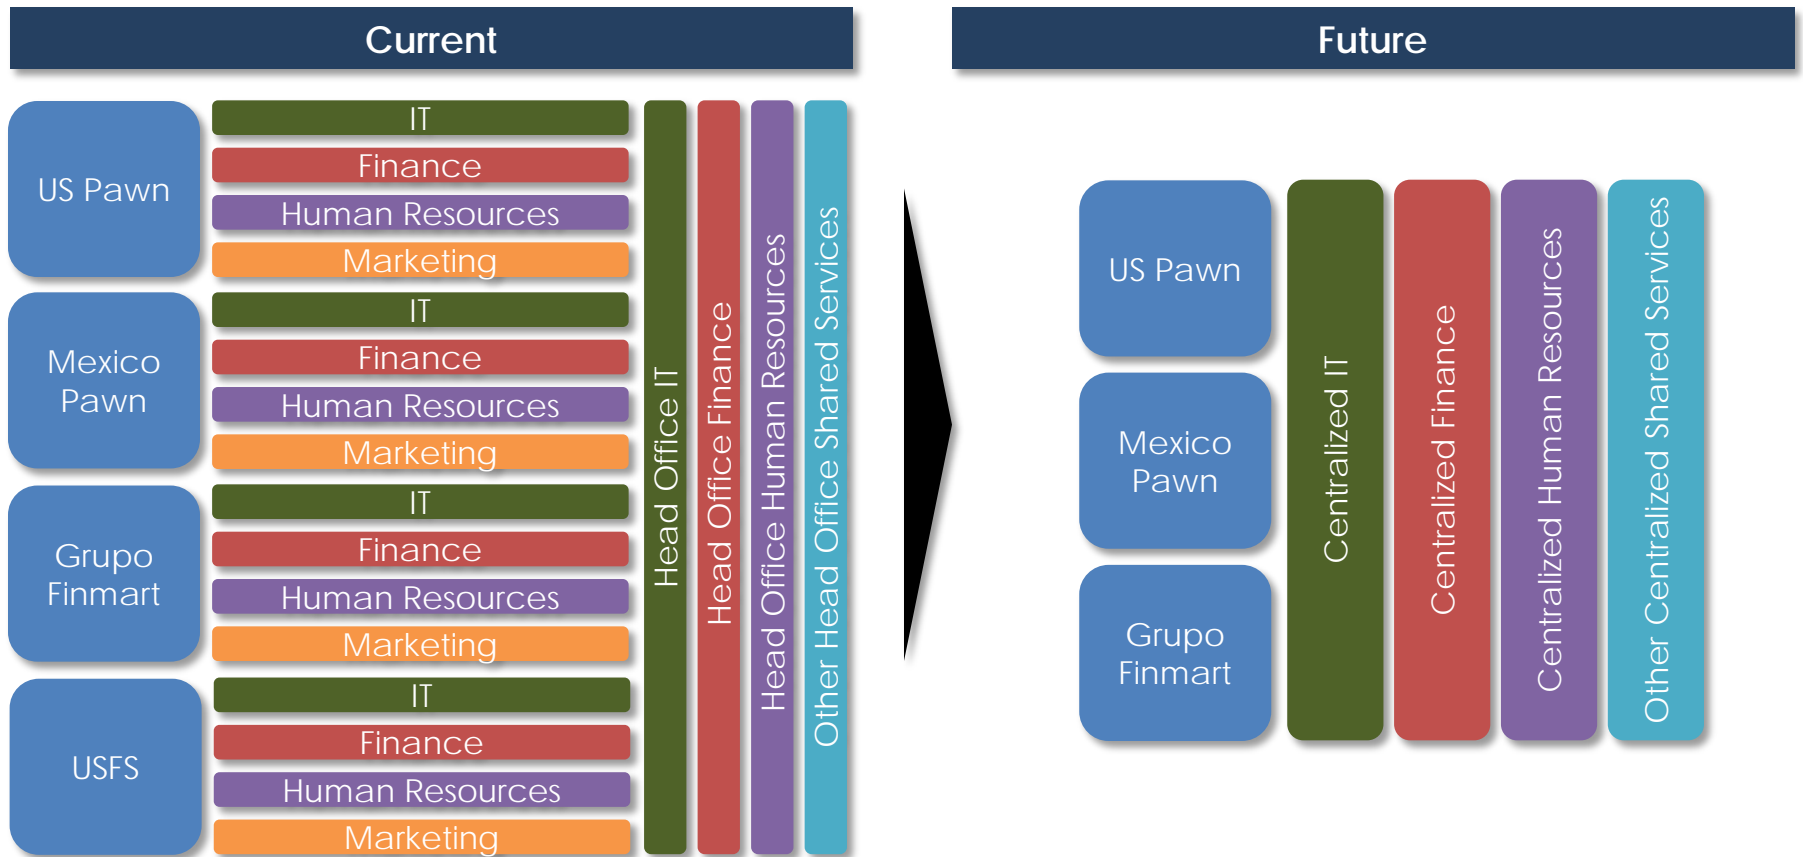 Current
US Pawn
IT
Finance
Human Resources
Marketing
Mexico
Pawn
IT
Finance
Human Resources
Marketing
Grupo
Finmart
IT
Finance
Human Resources
Marketing
USFS
IT
Finance
Human Resources
Marketing
Head Office IT
Head Office Finance
Head Office Human Resources
Other Head Office Shared Services
Future
US Pawn
Mexico
Pawn
Grupo
Finmart
Centralized IT
Centralized Finance
Centralized Human Resources
Other Centralized Shared Services